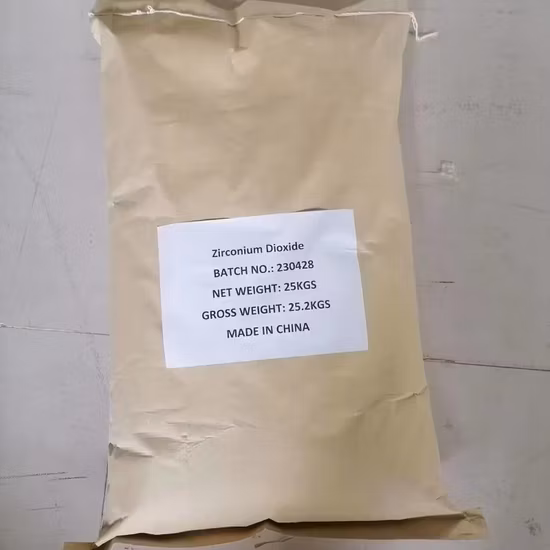 Zirconium Dioxide
BATCH NO.: 230428
NET WEIGHT: 25KGS
GROSS WEIGHT: 25.2KGS
MADE IN CHINA